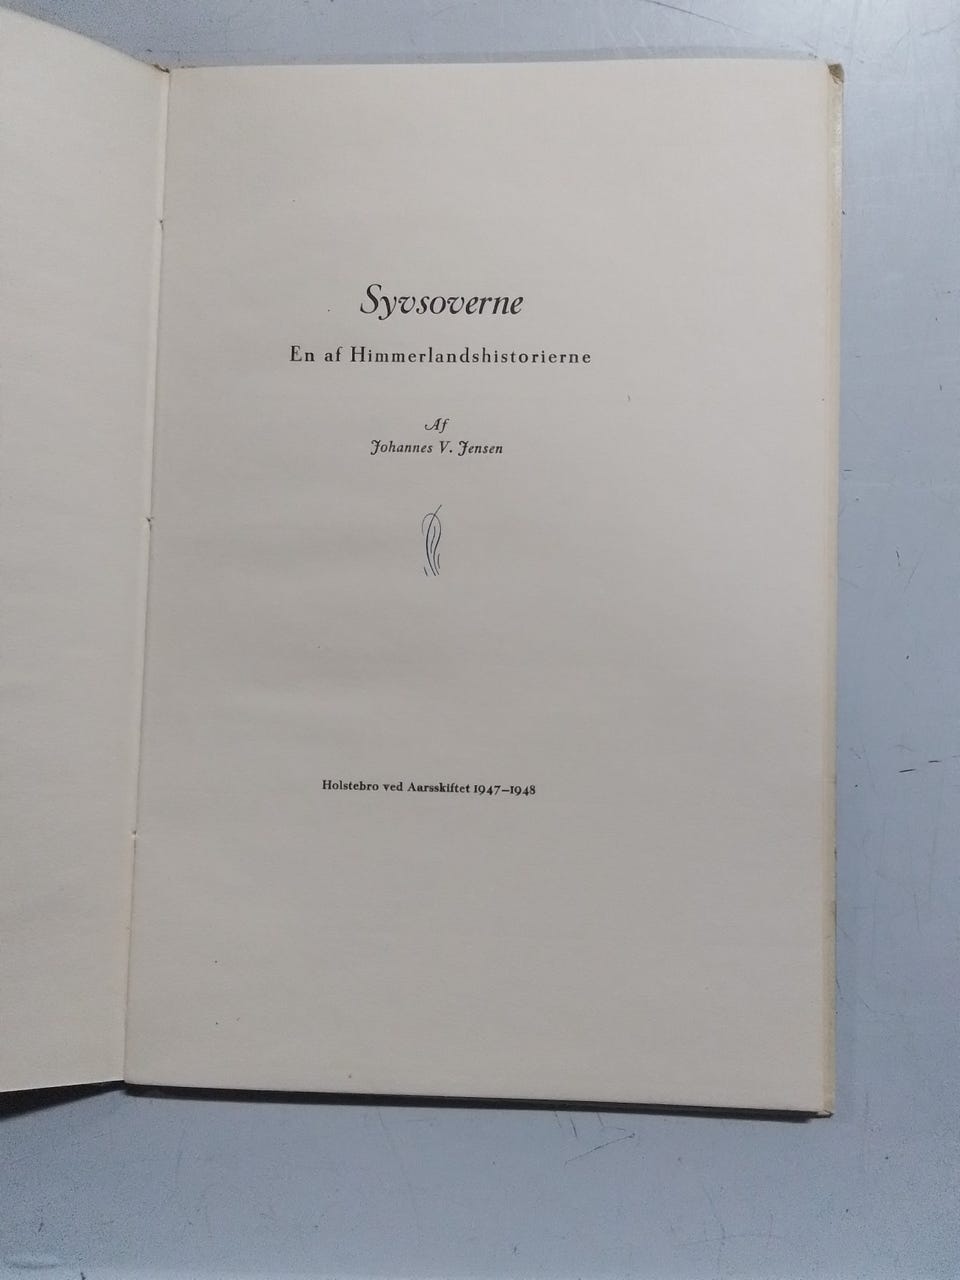 Syvsoverne
En af Himmerlandshistorierne
Af
Johannes V. Jensen
Holstebro ved Aarsskiftet 1947–1948